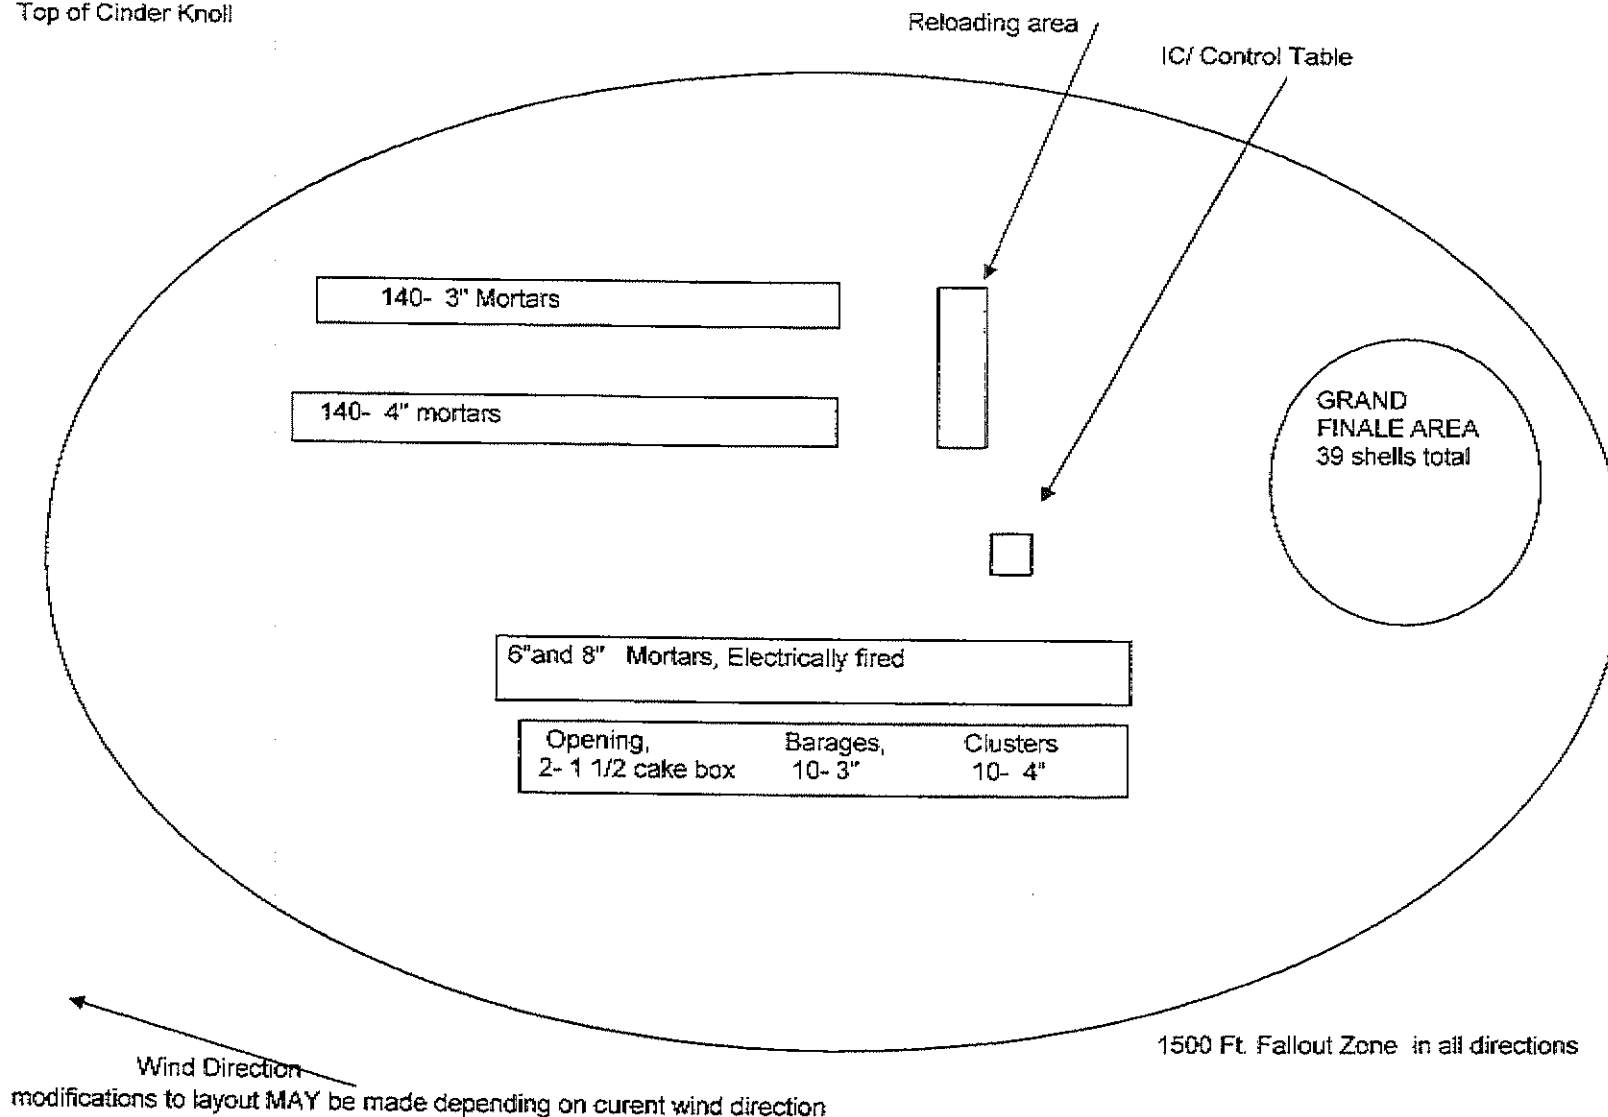 Top of Cinder Knoll
Reloading area
IC/ Control Table
140- 3" Mortars
140- 4" mortars
GRAND
FINALE AREA
39 shells total
6"and 8" Mortars, Electrically fired
Opening, Barages, Clusters
2- 1 1/2 cake box 10- 3" 10- 4"
1500 Ft. Fallout Zone in all directions
Wind Direction
modifications to layout MAY be made depending on curent wind direction